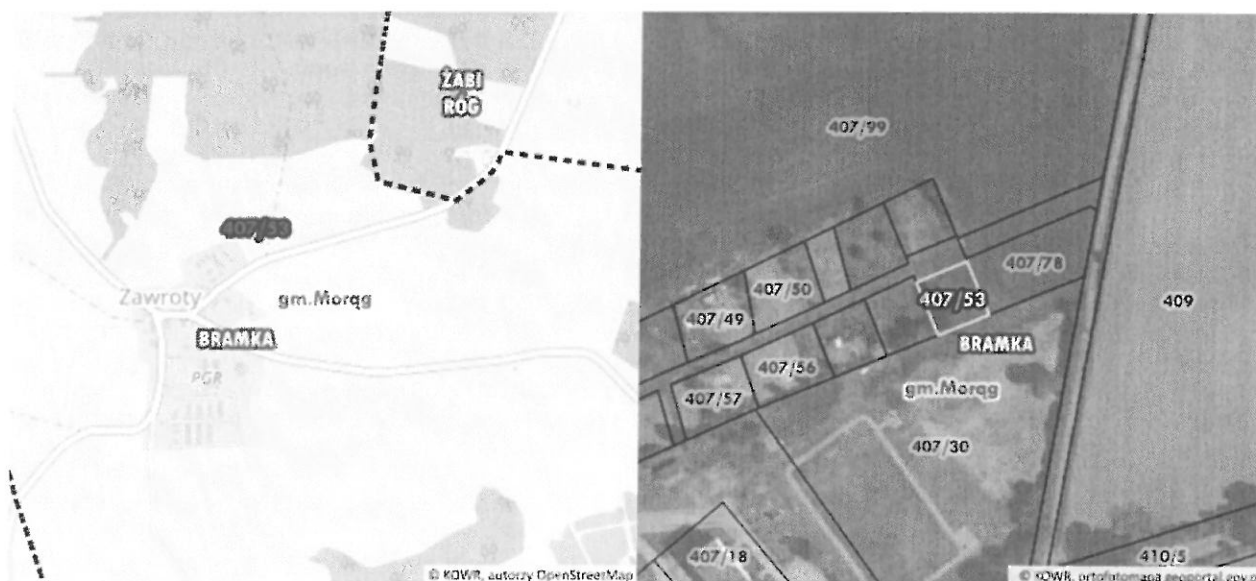 ŻABI
RÓG
407/53
Zawroty
gm.Morąg
BRAMKA
PGR
© KOWR, autorzy OpenStreetMap
407/99
407/78
407/50
407/53
409
407/49
BRAMKA
407/56
gm.Morąg
407/57
407/30
407/18
410/5
© KOWR, ortofotomapa geoportal.gov